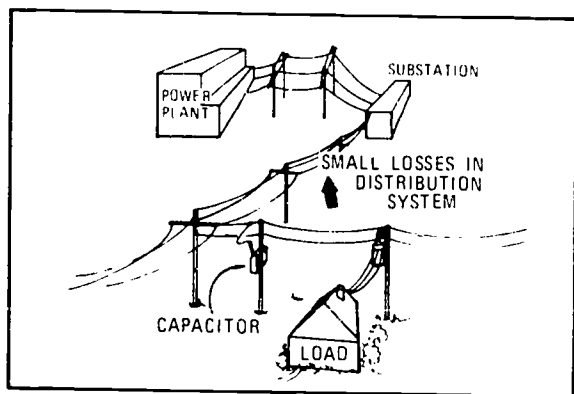 POWER
PLANT
SUBSTATION
SMALL LOSSES IN
DISTRIBUTION
SYSTEM
CAPACITOR
LOAD